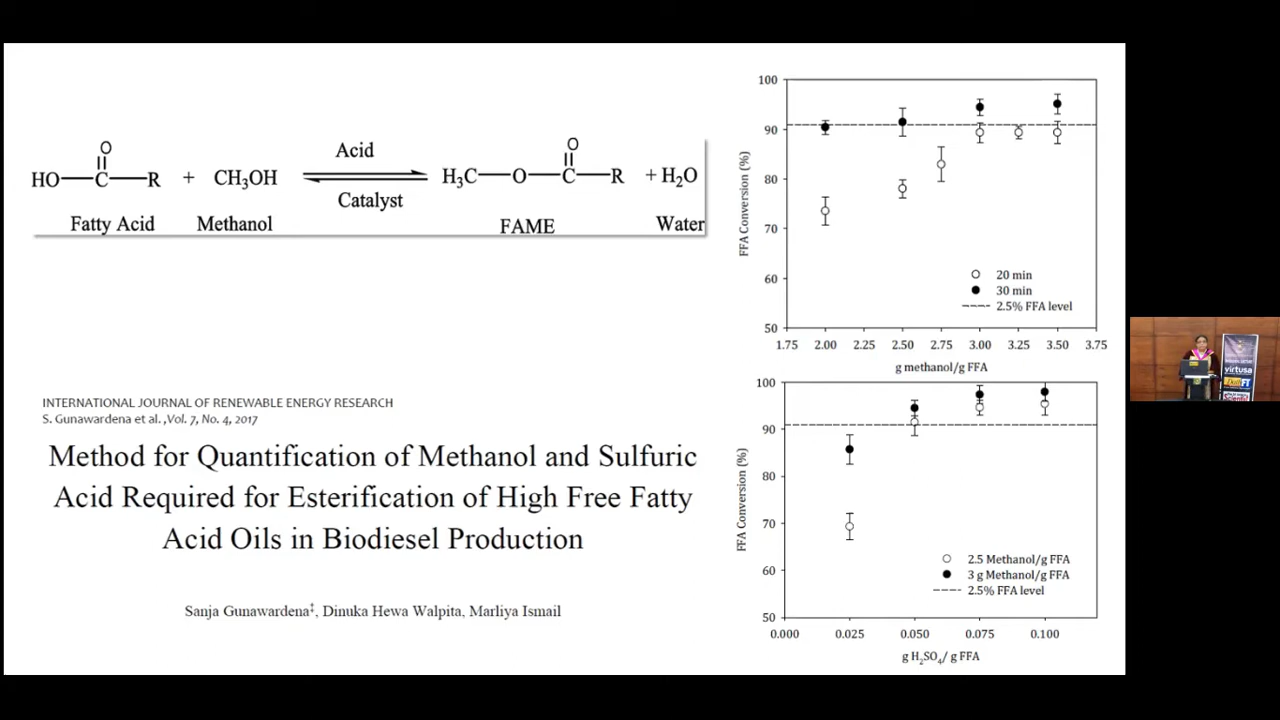 O
HO C R + CH₃OH Acid Catalyst H₃C O C R + H₂O
O
Fatty Acid Methanol FAME Water
INTERNATIONAL JOURNAL OF RENEWABLE ENERGY RESEARCH
S. Gunawardena et al. ,Vol. 7, No. 4, 2017
Method for Quantification of Methanol and Sulfuric
Acid Required for Esterification of High Free Fatty
Acid Oils in Biodiesel Production
Sanja Gunawardena‡, Dinuka Hewa Walpita, Marliya Ismail
FFA Conversion (%)
100
90
80
70
60
50
20 min
30 min
2.5% FFA level
1.75 2.00 2.25 2.50 2.75 3.00 3.25 3.50 3.75
g methanol/g FFA
FFA Conversion (%)
100
90
80
70
60
50
2.5 Methanol/g FFA
3 g Methanol/g FFA
2.5% FFA level
0.000 0.025 0.050 0.075 0.100
g H₂SO₄/ g FFA
virtusa
FT